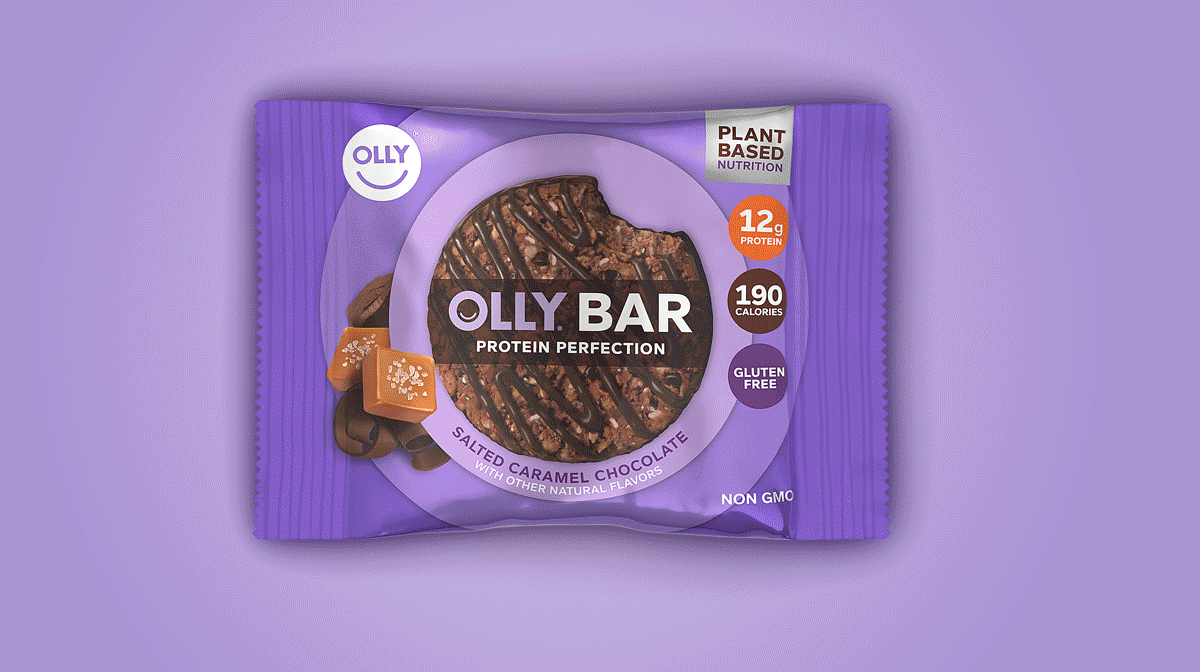 OLLY
PLANT
BASED
NUTRITION
12g
PROTEIN
190
CALORIES
GLUTEN
FREE
OLLY BAR
PROTEIN PERFECTION
SALTED CARAMEL CHOCOLATE
WITH OTHER NATURAL FLAVORS
NON GMO